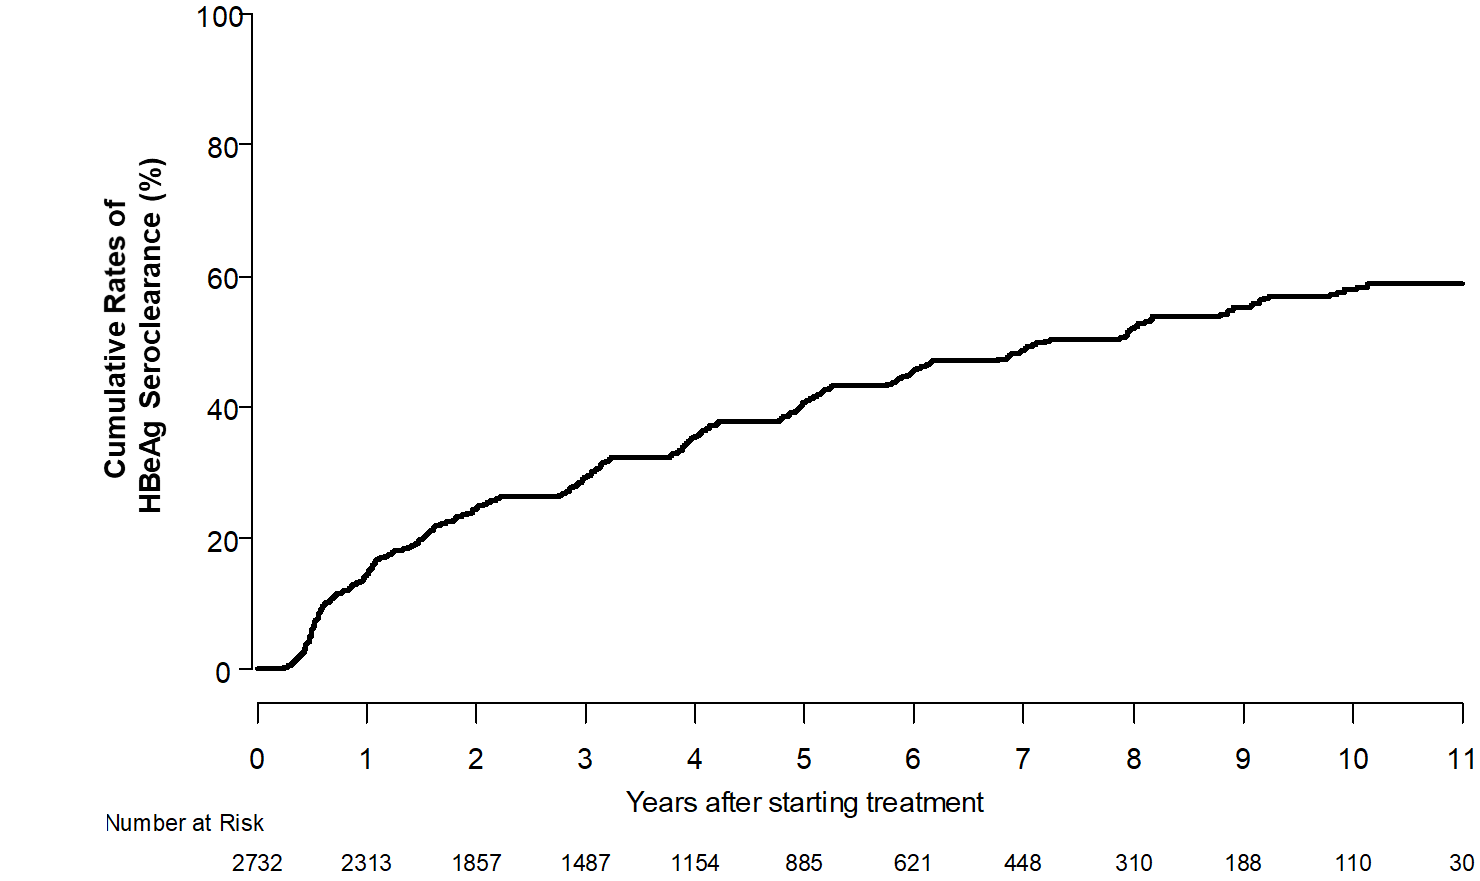 Cumulative Rates of
HBeAg Seroclearance (%)
100
80
60
40
20
0
0 1 2 3 4 5 6 7 8 9 10 11
Years after starting treatment
Number at Risk
2732 2313 1857 1487 1154 885 621 448 310 188 110 30